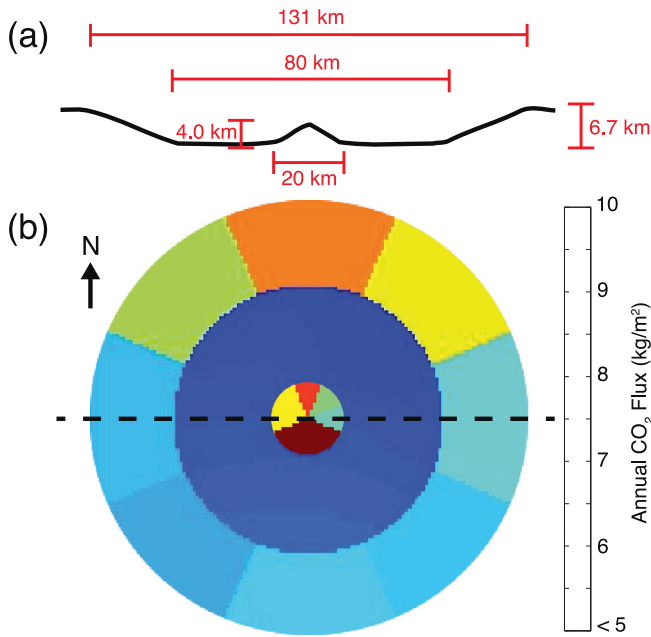 (a)
131 km
80 km
4.0 km
6.7 km
20 km
(b)
N
10
9
8
7
6
< 5
Annual CO₂ Flux (kg/m²)